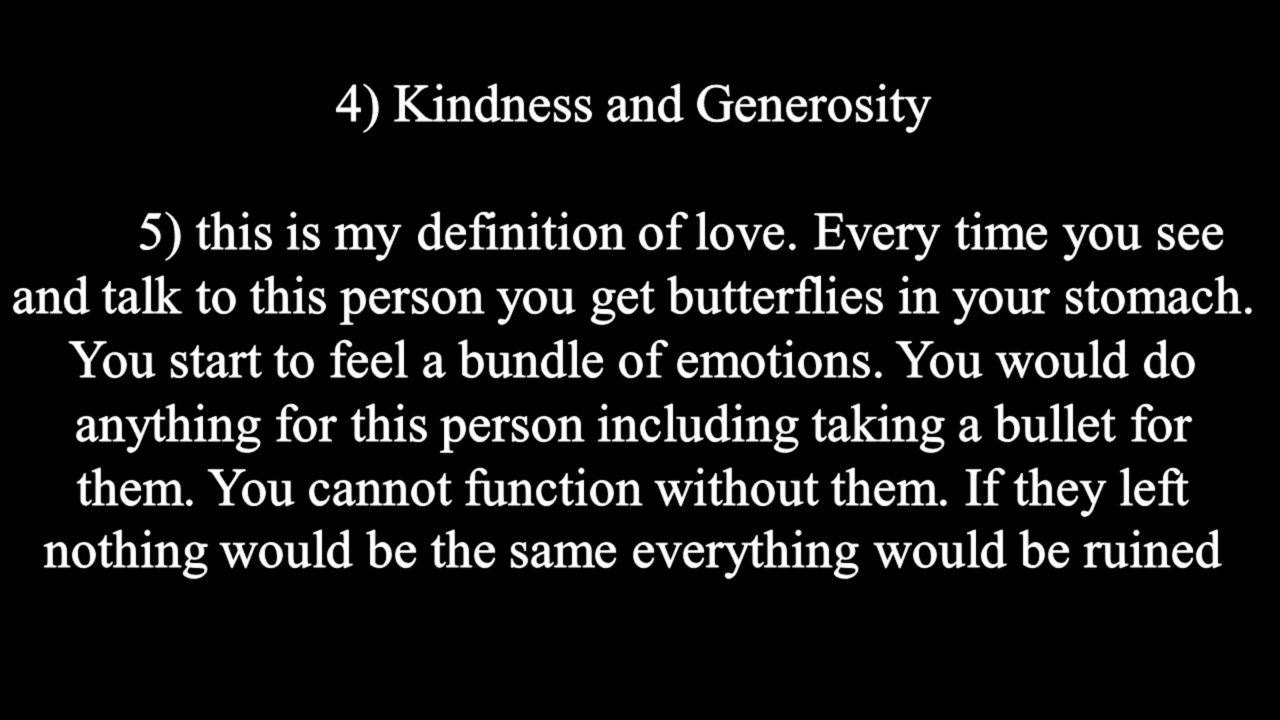 4) Kindness and Generosity
5) this is my definition of love. Every time you see
and talk to this person you get butterflies in your stomach.
You start to feel a bundle of emotions. You would do
anything for this person including taking a bullet for
them. You cannot function without them. If they left
nothing would be the same everything would be ruined